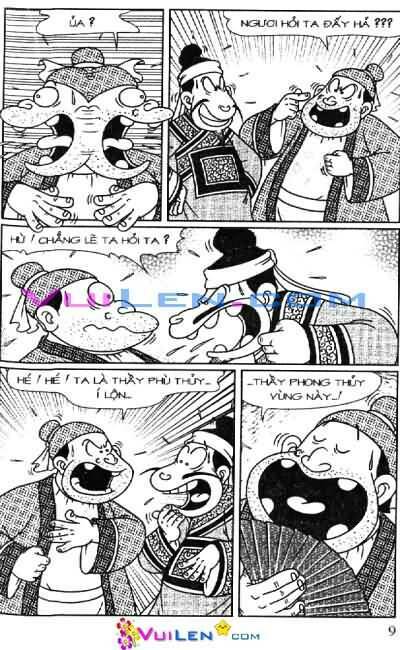 ỦA ?
NGƯƠI HỎI TA ĐẤY HẢ ???
HỪ ! CHẲNG LẼ TA HỎI TA ?
VUILEN.COM
HẾ ! HẾ ! TA LÀ THẦY PHÙ THỦY...
Í LỘN...
...THẦY PHONG THỦY
VÙNG NÀY...!
9
VUILEN.COM